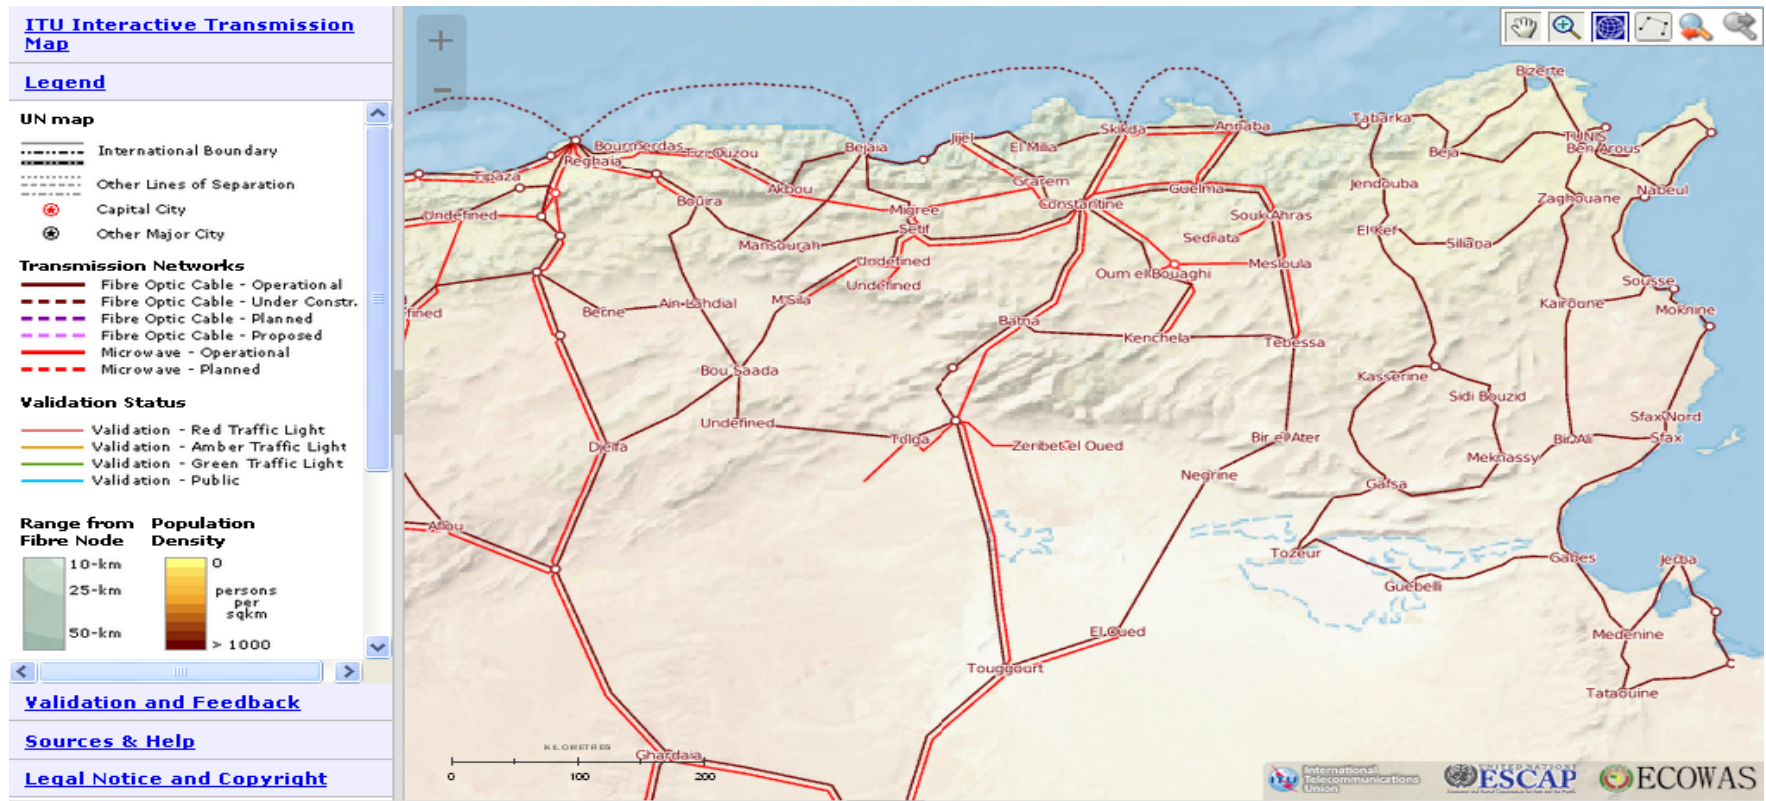 ITU Interactive Transmission
Map
Legend
UN map
International Boundary
Other Lines of Separation
Capital City
Other Major City
Transmission Networks
Fibre Optic Cable - Operational
Fibre Optic Cable - Under Constr.
Fibre Optic Cable - Planned
Fibre Optic Cable - Proposed
Microwave - Operational
Microwave - Planned
Validation Status
Validation - Red Traffic Light
Validation - Amber Traffic Light
Validation - Green Traffic Light
Validation - Public
Range from
Fibre Node
10-km
25-km
50-km
Population
Density
0
persons
per
sqkm
> 1000
Validation and Feedback
Sources & Help
Legal Notice and Copyright
+
-
Bizerte
Tabarka
Skikda
Annaba
TUNIS
Jijel
El Milia
Bejaia
Boumerdas
Tizi-Ouzou
Beja
Ben Arous
Reghaia
Tipaza
Akbou
Gratem
Guelma
Jendouba
Nabeul
Bouira
Constantine
Zaghouane
Undefined
Migree
Souk Ahras
Setif
El Kef
Mansourah
Sedrata
Siliana
Undefined
Mesloula
Oum el Bouaghi
Undefined
Sousse
M'Sila
Ain-Lahdial
Kairoune
fined
Berne
Moknine
Batna
Kenchela
Tebessa
Bou Saada
Kasserine
Sidi Bouzid
Sfax Nord
Undefined
Tolga
Zeribet el Oued
Bir el Ater
Bir Ali
Sfax
Djelfa
Meknassy
Negrine
Gafsa
Aflou
Tozeur
Gabes
Jerba
Guebelli
El Oued
Medenine
Touggourt
Tataouine
Ghardaia
KILOMETRES
0
100
200
ITU
International
Telecommunications
Union
UNITED NATIONS
ESCAP
ECOWAS